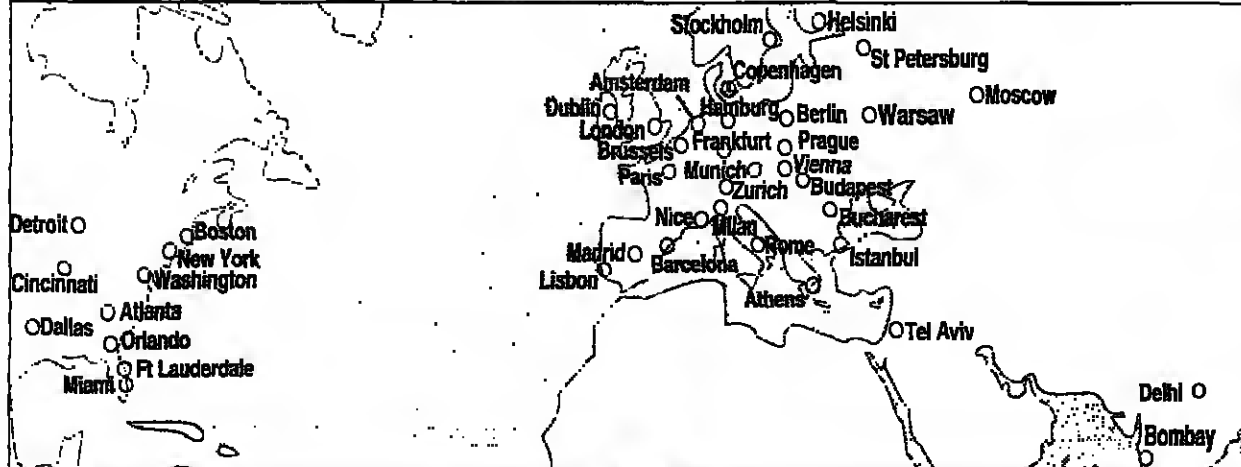 Stockholm
Helsinki
St Petersburg
Copenhagen
Amsterdam
Moscow
Dublin
Hamburg
Berlin
Warsaw
London
Brussels
Frankfurt
Prague
Paris
Munich
Vienna
Zurich
Budapest
Detroit
Boston
Nice
Milan
Bucharest
New York
Madrid
Barcelona
Rome
Istanbul
Cincinnati
Washington
Lisbon
Athens
Atlanta
Dallas
Orlando
Tel Aviv
Ft Lauderdale
Miami
Delhi
Bombay